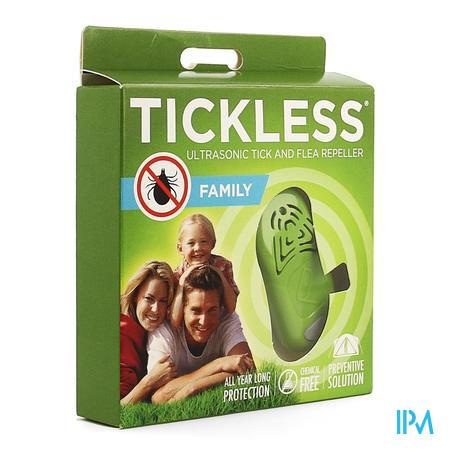 TICKLESS®
ULTRASONIC TICK AND FLEA REPELLER
FAMILY
ALL YEAR LONG
PROTECTION
CHEMICAL
FREE
PREVENTIVE
SOLUTION
IPM